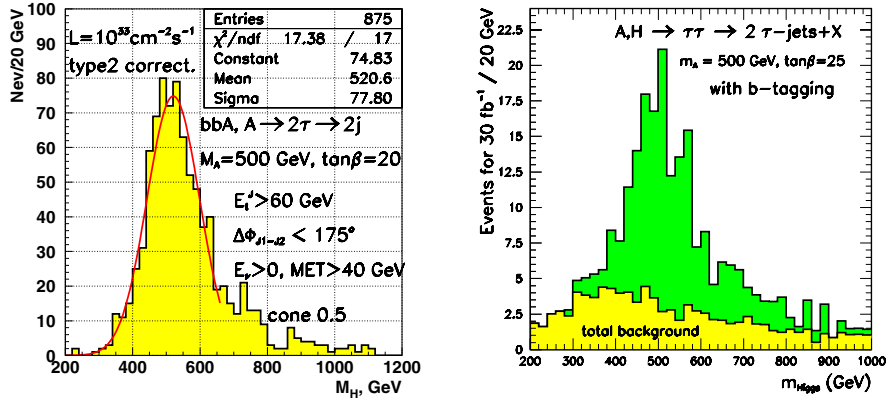 Nev/20 GeV
100
90
80
70
60
50
40
30
20
10
0
L=10³³cm⁻²s⁻¹
type2 correct.
Entries 875
χ²/ndf 17.38 / 17
Constant 74.83
Mean 520.6
Sigma 77.80
bbA, A → 2τ → 2j
M_A=500 GeV, tanβ=20
E_t^J>60 GeV
ΔΦ_J1-J2 < 175°
E_ν>0, MET>40 GeV
cone 0.5
200 400 600 800 1000 1200
M_H, GeV
Events for 30 fb⁻¹ / 20 GeV
22.5
20
17.5
15
12.5
10
7.5
5
2.5
0
A,H → ττ → 2 τ-jets+X
m_A = 500 GeV, tanβ=25
with b-tagging
total background
200 300 400 500 600 700 800 900 1000
m_Higgs (GeV)